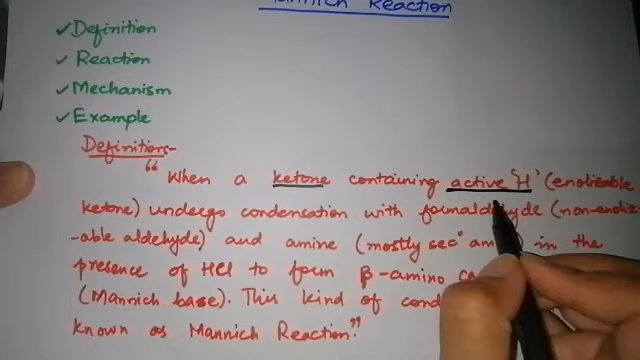 Mannich Reaction
✓ Definition
✓ Reaction
✓ Mechanism
✓ Example
Definition-
"When a ketone containing active 'H' (enolizable
ketone) undergo condensation with formaldehyde (non-enoliz-
-able aldehyde) and amine (mostly sec° in the
presence of HCl to form β-amino
(Mannich base). This kind of
known as Mannich Reaction."